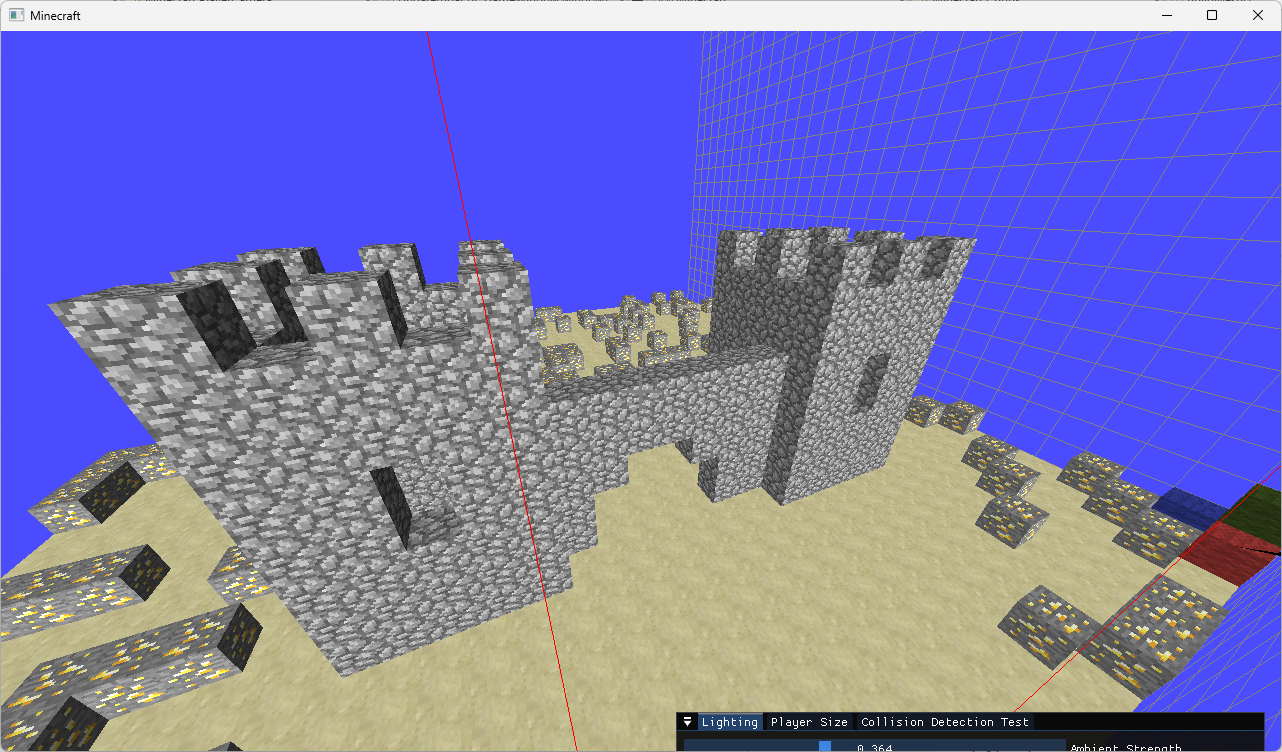 Minecraft
Lighting Player Size Collision Detection Test
0.364 Ambient Strength